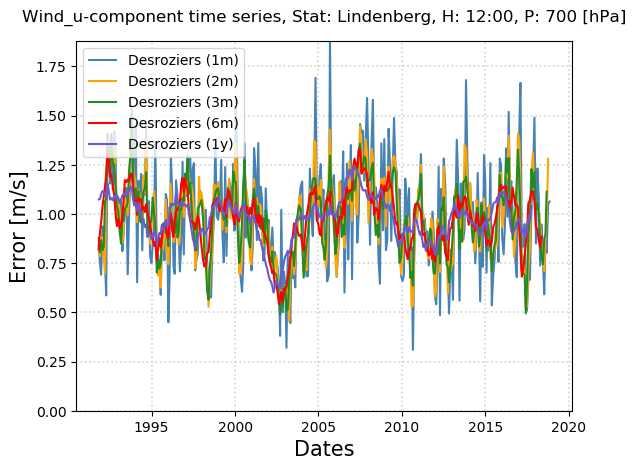 Wind_u-component time series, Stat: Lindenberg, H: 12:00, P: 700 [hPa]
Desroziers (1m)
Desroziers (2m)
Desroziers (3m)
Desroziers (6m)
Desroziers (1y)
Error [m/s]
1.75
1.50
1.25
1.00
0.75
0.50
0.25
0.00
1995
2000
2005
2010
2015
2020
Dates